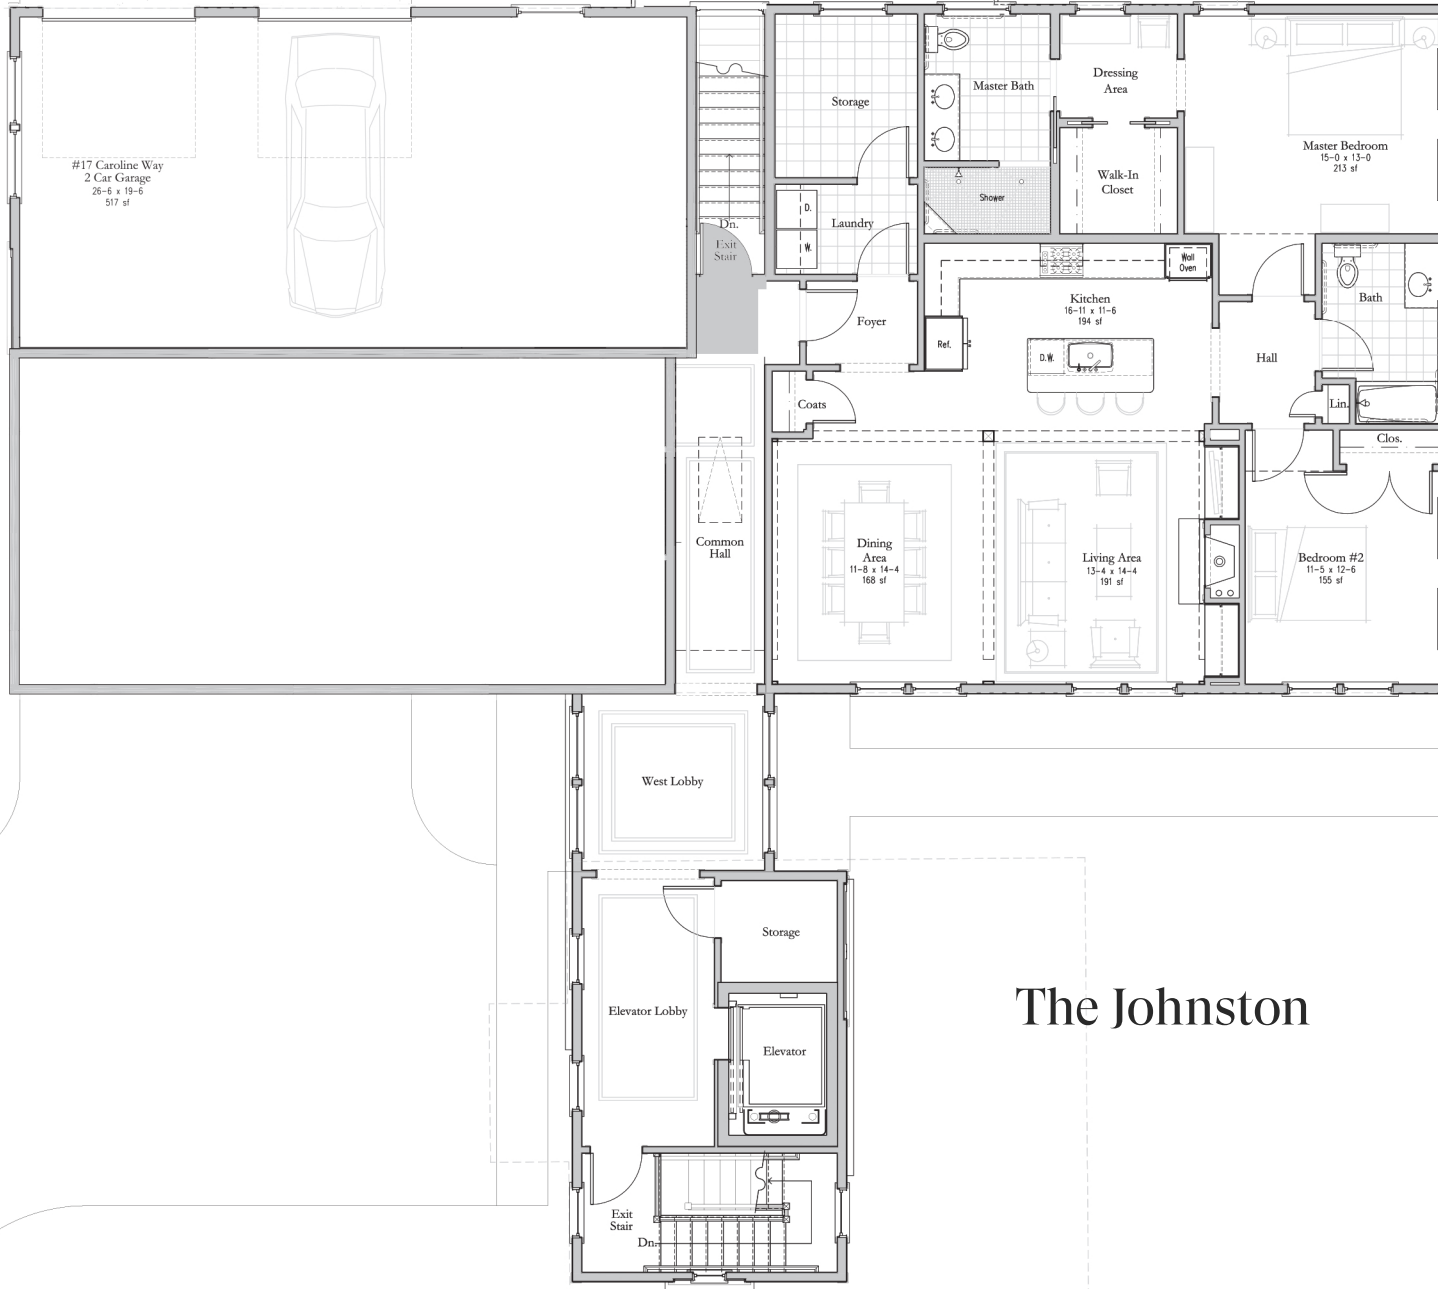 #17 Caroline Way
2 Car Garage
26-6 x 19-6
517 sf
Dn.
Exit
Stair
Storage
D.
W.
Laundry
Foyer
Coats
Master Bath
Shower
Dressing
Area
Walk-In
Closet
Master Bedroom
15-0 x 13-0
213 sf
Wall
Oven
Kitchen
16-11 x 11-6
194 sf
Ref.
D.W.
Hall
Bath
Lin.
Clos.
Common
Hall
Dining
Area
11-8 x 14-4
168 sf
Living Area
13-4 x 14-4
191 sf
Bedroom #2
11-5 x 12-6
155 sf
West Lobby
Storage
Elevator Lobby
Elevator
The Johnston
Exit
Stair
Dn.